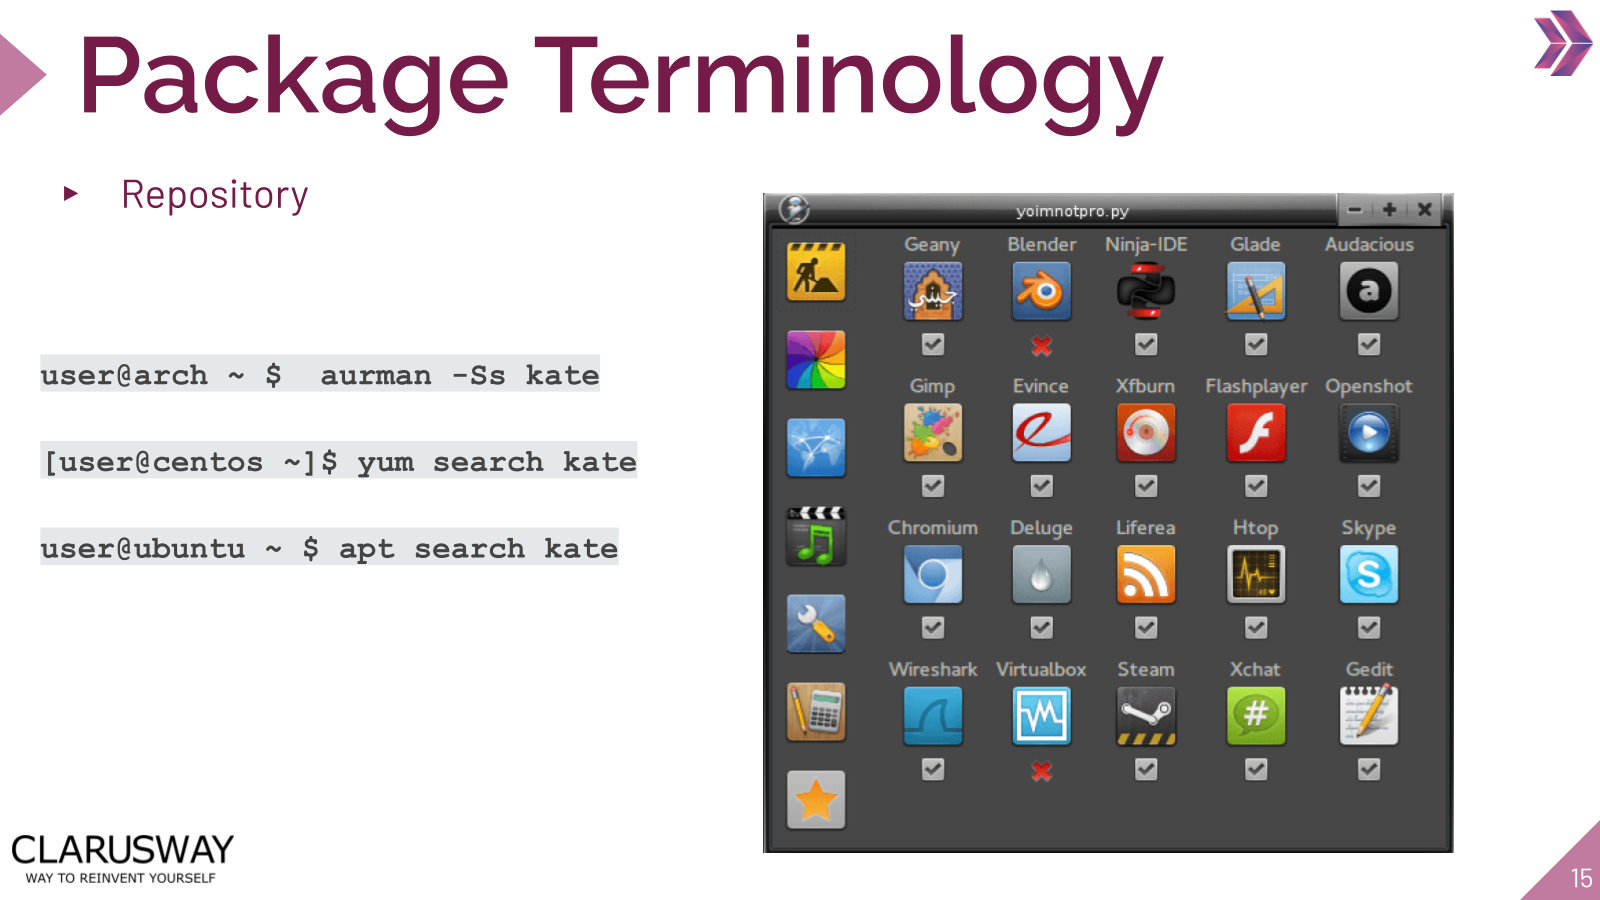 Package Terminology
▸ Repository
user@arch ~ $  aurman -Ss kate
[user@centos ~]$ yum search kate
user@ubuntu ~ $ apt search kate
yoimnotpro.py
Geany Blender Ninja-IDE Glade Audacious
جيني
a
Gimp Evince Xfburn Flashplayer Openshot
Chromium Deluge Liferea Htop Skype
S
Wireshark Virtualbox Steam Xchat Gedit
#
CLARUSWAY
WAY TO REINVENT YOURSELF
15